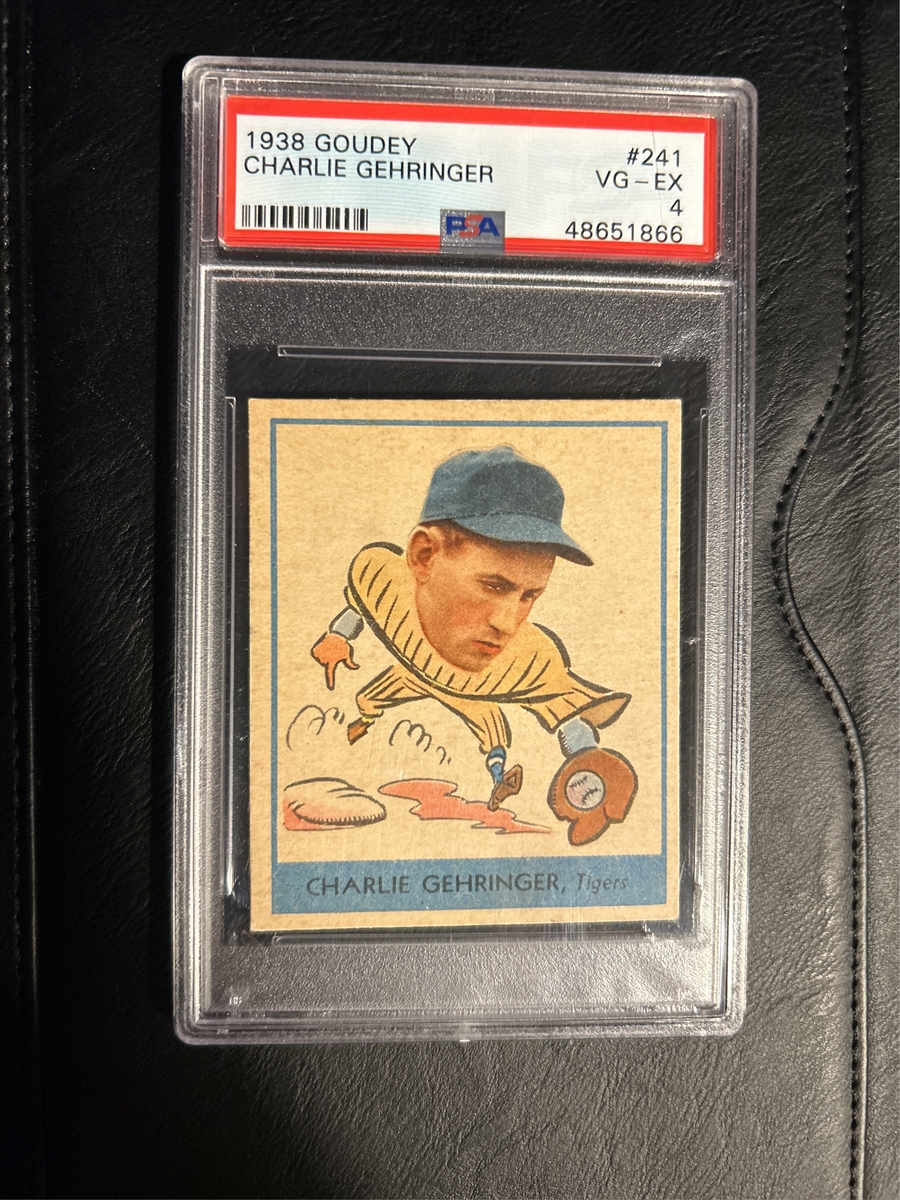 1938 GOUDEY #241
CHARLIE GEHRINGER VG-EX
4
PSA 48651866
CHARLIE GEHRINGER, Tigers